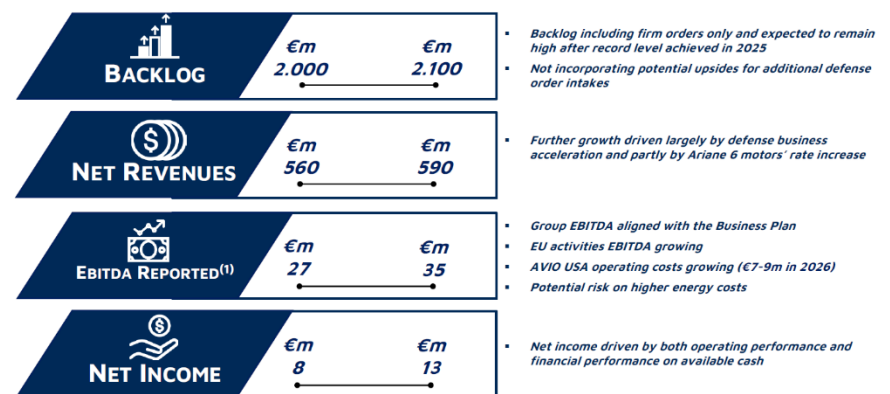 BACKLOG
€m €m
2.000 2.100
▪ Backlog including firm orders only and expected to remain
high after record level achieved in 2025
▪ Not incorporating potential upsides for additional defense
order intakes
NET REVENUES
€m €m
560 590
▪ Further growth driven largely by defense business
acceleration and partly by Ariane 6 motors' rate increase
EBITDA REPORTED(1)
€m €m
27 35
▪ Group EBITDA aligned with the Business Plan
▪ EU activities EBITDA growing
▪ AVIO USA operating costs growing (€7-9m in 2026)
▪ Potential risk on higher energy costs
NET INCOME
€m €m
8 13
▪ Net income driven by both operating performance and
financial performance on available cash